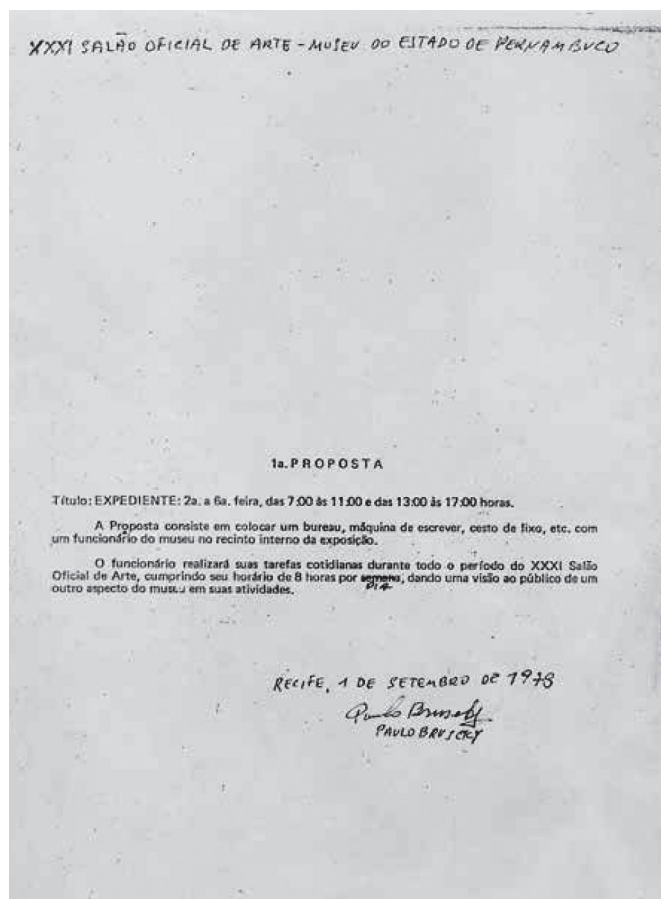 XXXI SALÃO OFICIAL DE ARTE - MUSEU DO ESTADO DE PERNAMBUCO
1a. PROPOSTA
Título: EXPEDIENTE: 2a. a 6a. feira, das 7:00 às 11:00 e das 13:00 às 17:00 horas.
A Proposta consiste em colocar um bureau, máquina de escrever, cesto de lixo, etc. com
um funcionário do museu no recinto interno da exposição.
O funcionário realizará suas tarefas cotidianas durante todo o período do XXXI Salão
Oficial de Arte, cumprindo seu horário de 8 horas por semana, dando uma visão ao público de um
DIA
outro aspecto do museu em suas atividades.
RECIFE, 1 DE SETEMBRO DE 1978
Paulo Bruscky
PAULO BRUSCKY